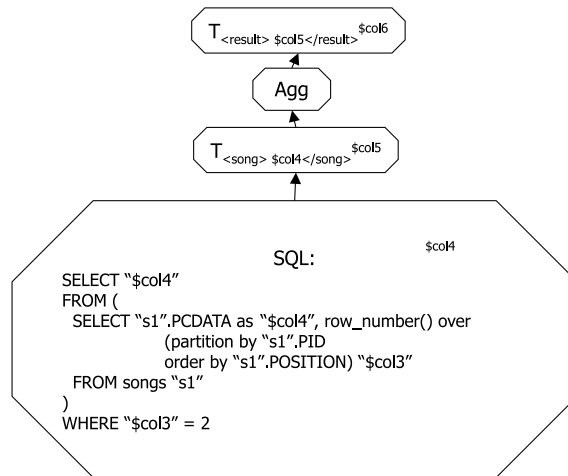 T<result> $col5</result> $col6
Agg
T<song> $col4</song> $col5
SQL: $col4
SELECT “$col4”
FROM (
SELECT “s1”.PCDATA as “$col4”, row_number() over
(partition by “s1”.PID
order by “s1”.POSITION) “$col3”
FROM songs “s1”
)
WHERE “$col3” = 2